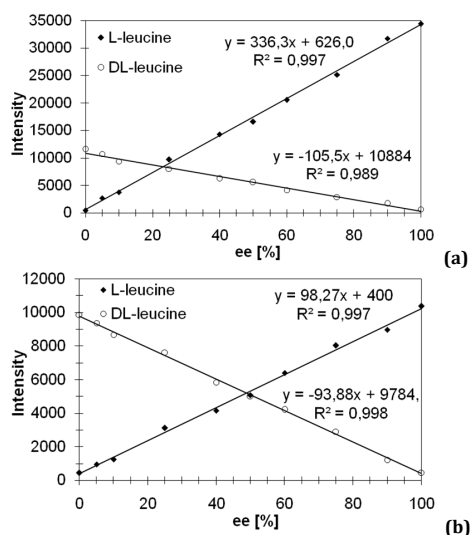 35000
30000
25000
20000
15000
10000
5000
0
Intensity
L-leucine
DL-leucine
y = 336,3x + 626,0
R² = 0,997
y = -105,5x + 10884
R² = 0,989
0 20 40 60 80 100
ee [%]
(a)
12000
10000
8000
6000
4000
2000
0
Intensity
L-leucine
DL-leucine
y = 98,27x + 400
R² = 0,997
y = -93,88x + 9784,
R² = 0,998
0 20 40 60 80 100
ee [%]
(b)